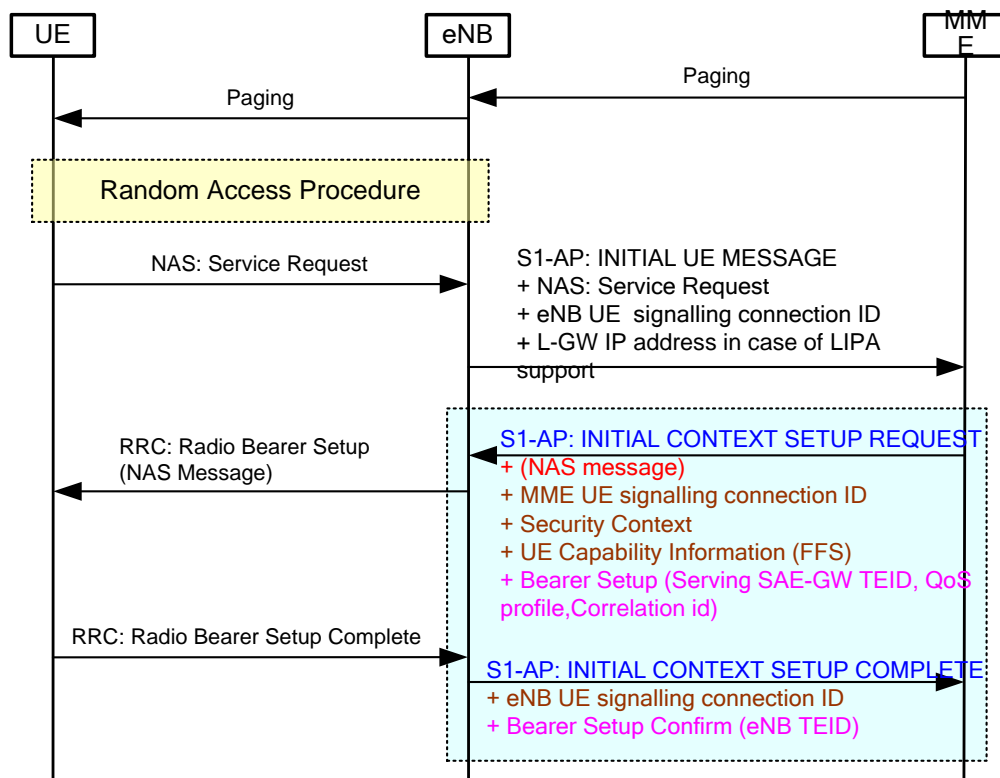 UE
eNB
MM
E
Paging
Paging
Random Access Procedure
NAS: Service Request
S1-AP: INITIAL UE MESSAGE
+ NAS: Service Request
+ eNB UE  signalling connection ID
+ L-GW IP address in case of LIPA
support
RRC: Radio Bearer Setup
(NAS Message)
S1-AP: INITIAL CONTEXT SETUP REQUEST
+ (NAS message)
+ MME UE signalling connection ID
+ Security Context
+ UE Capability Information (FFS)
+ Bearer Setup (Serving SAE-GW TEID, QoS
profile,Correlation id)
RRC: Radio Bearer Setup Complete
S1-AP: INITIAL CONTEXT SETUP COMPLETE
+ eNB UE signalling connection ID
+ Bearer Setup Confirm (eNB TEID)